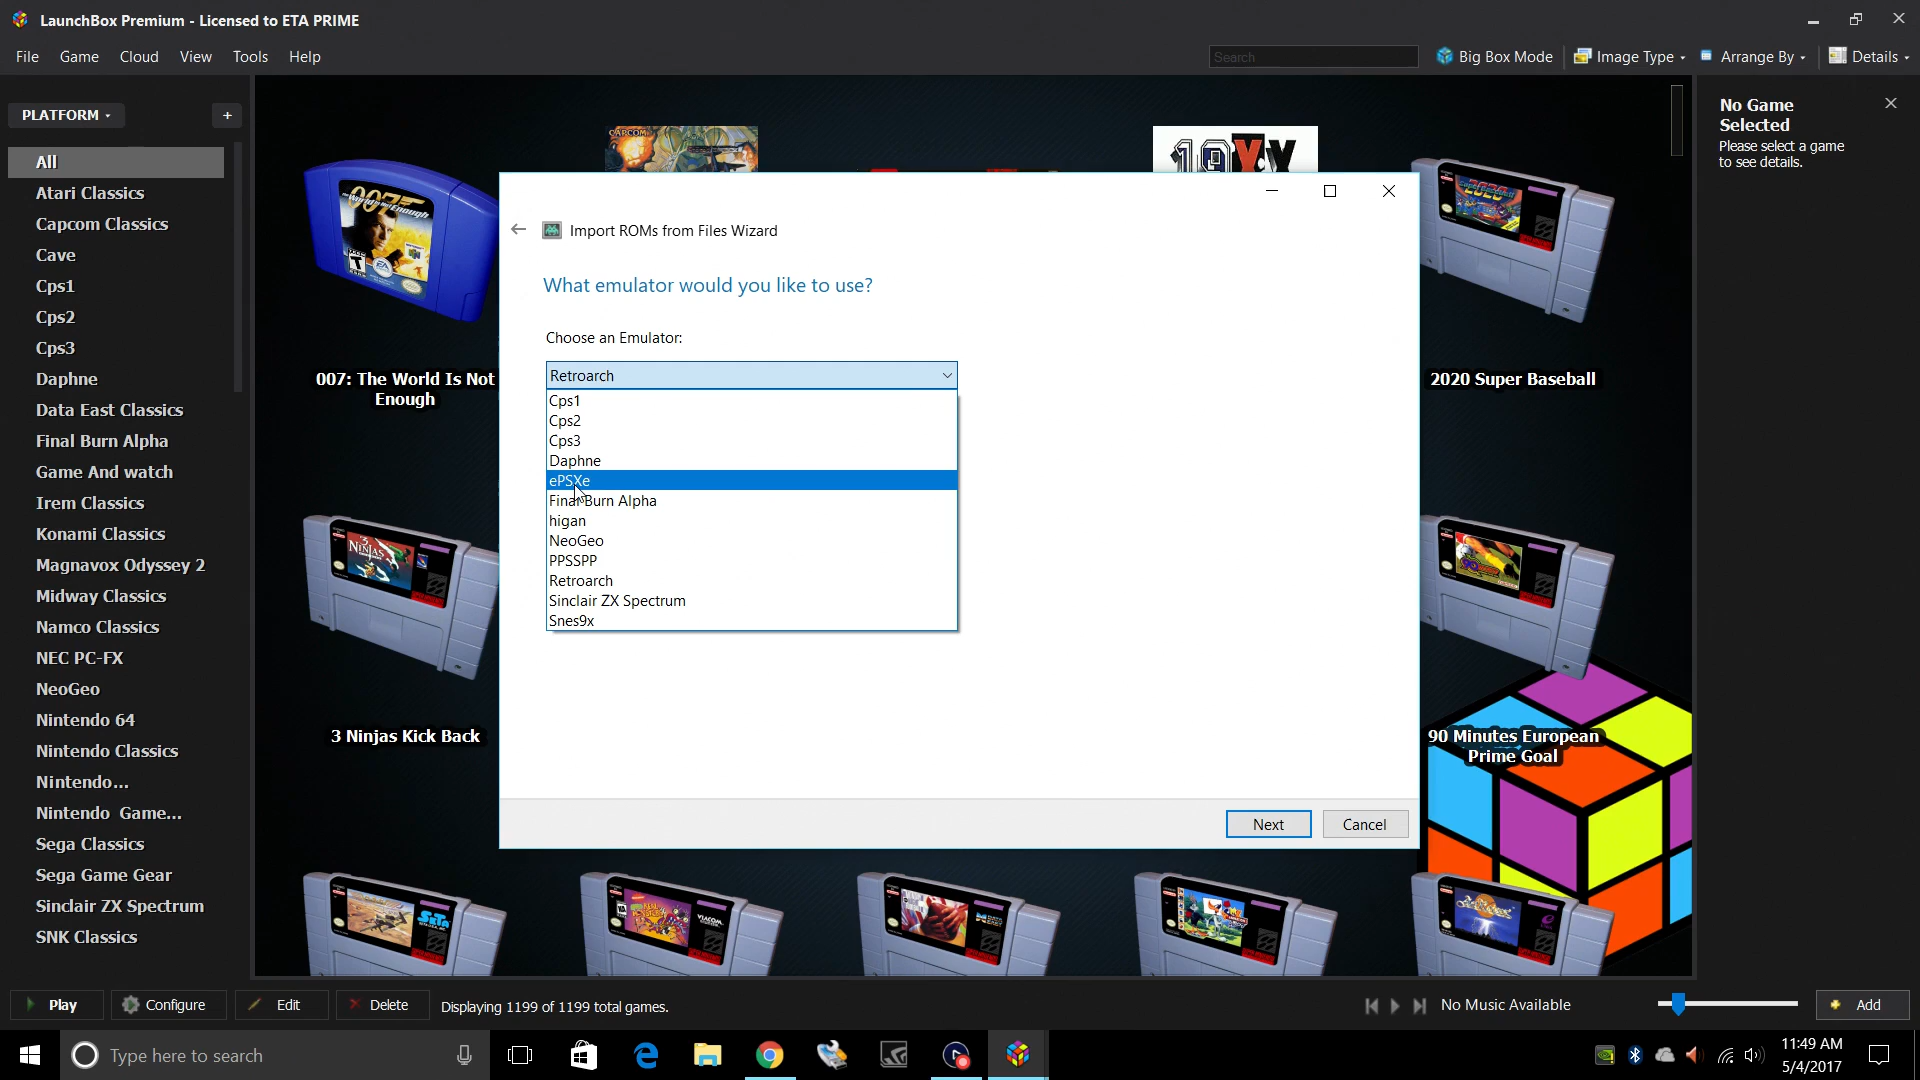 LaunchBox Premium - Licensed to ETA PRIME
File Game Cloud View Tools Help
Search
Big Box Mode
Image Type
Arrange By
Details
PLATFORM
+
All
Atari Classics
Capcom Classics
Cave
Cps1
Cps2
Cps3
Daphne
Data East Classics
Final Burn Alpha
Game And watch
Irem Classics
Konami Classics
Magnavox Odyssey 2
Midway Classics
Namco Classics
NEC PC-FX
NeoGeo
Nintendo 64
Nintendo Classics
Nintendo...
Nintendo Game...
Sega Classics
Sega Game Gear
Sinclair ZX Spectrum
SNK Classics
CAPCOM
007
007: The World Is Not
Enough
3 NINJAS
3 Ninjas Kick Back
Import ROMs from Files Wizard
What emulator would you like to use?
Choose an Emulator:
Retroarch
Cps1
Cps2
Cps3
Daphne
ePSXe
Final Burn Alpha
higan
NeoGeo
PPSSPP
Retroarch
Sinclair ZX Spectrum
Snes9x
Next
Cancel
2020 Super Baseball
90 Minutes European
Prime Goal
SETA
VIACOM
No Game
Selected
Please select a game
to see details.
Play
Configure
Edit
Delete
Displaying 1199 of 1199 total games.
No Music Available
Add
Type here to search
11:49 AM
5/4/2017